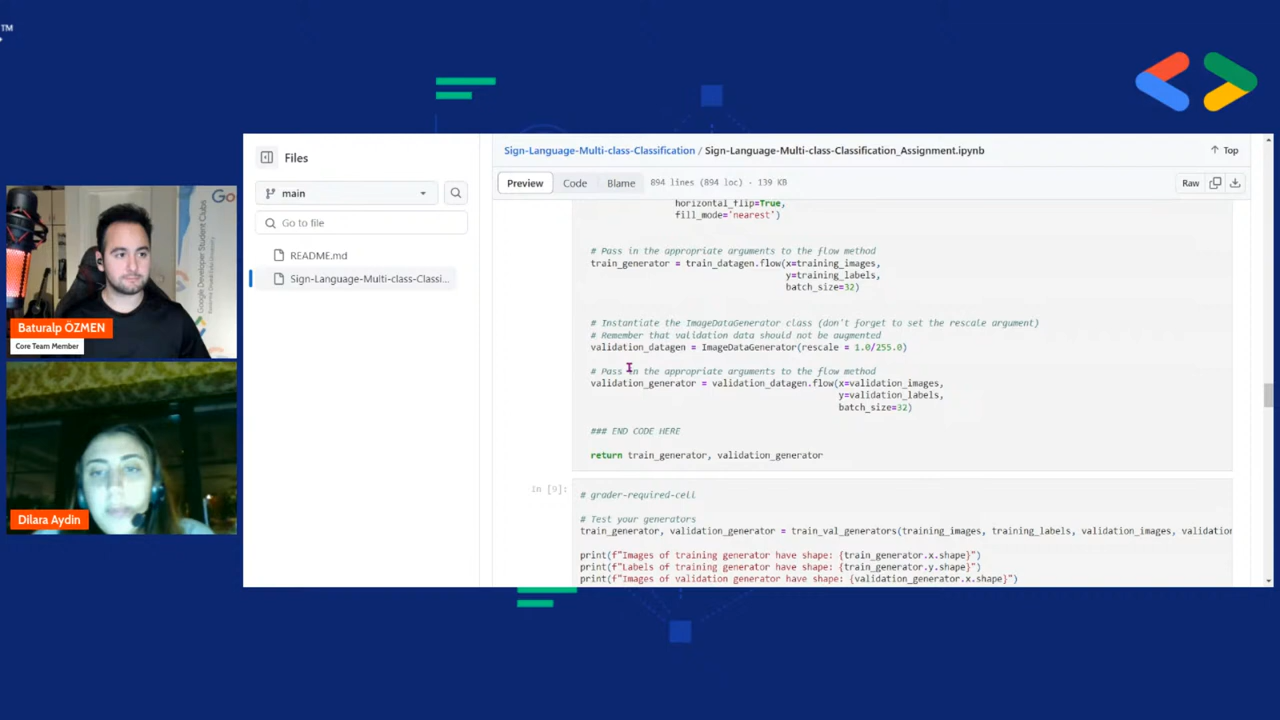 TM
Files
main
Go to file
README.md
Sign-Language-Multi-class-Classi...
Sign-Language-Multi-class-Classification / Sign-Language-Multi-class-Classification_Assignment.ipynb
Top
Preview
Code
Blame
894 lines (894 loc) · 139 KB
Raw
horizontal_flip=True,
fill_mode='nearest')
# Pass in the appropriate arguments to the flow method
train_generator = train_datagen.flow(x=training_images,
y=training_labels,
batch_size=32)
# Instantiate the ImageDataGenerator class (don't forget to set the rescale argument)
# Remember that validation data should not be augmented
validation_datagen = ImageDataGenerator(rescale = 1.0/255.0)
# Pass in the appropriate arguments to the flow method
validation_generator = validation_datagen.flow(x=validation_images,
y=validation_labels,
batch_size=32)
### END CODE HERE
return train_generator, validation_generator
In [9]:
# grader-required-cell
# Test your generators
train_generator, validation_generator = train_val_generators(training_images, training_labels, validation_images, validation
print(f"Images of training generator have shape: {train_generator.x.shape}")
print(f"Labels of training generator have shape: {train_generator.y.shape}")
print(f"Images of validation generator have shape: {validation_generator.x.shape}")
Go
Google Developer Student Clubs
Baturalp ÖZMEN
Core Team Member
Dilara Aydin